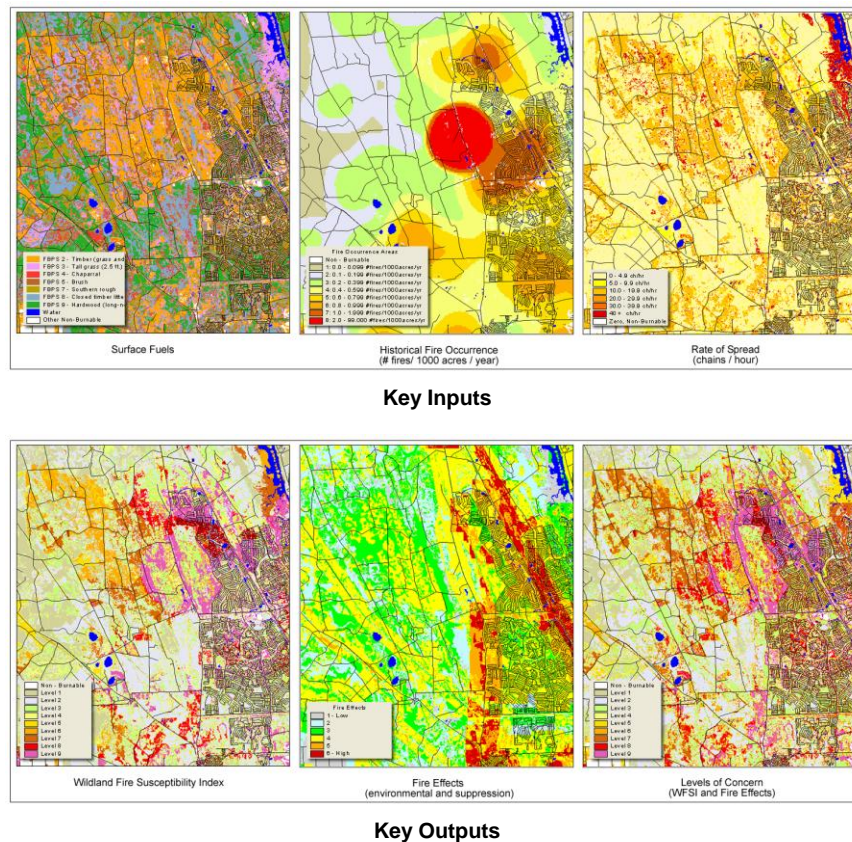 FBPS 2 - Timber (grass and
FBPS 3 - Tall grass (2.5 ft)
FBPS 4 - Chaparral
FBPS 5 - Brush
FBPS 7 - Southern rough
FBPS 8 - Closed timber litte
FBPS 9 - Hardwood (long-n
Water
Other Non-Burnable
Surface Fuels
Fire Occurrence Areas
Non - Burnable
1: 0.0 - 0.099 #fires/1000acres/yr
2: 0.1 - 0.199 #fires/1000acres/yr
3: 0.2 - 0.399 #fires/1000acres/yr
4: 0.4 - 0.599 #fires/1000acres/yr
5: 0.6 - 0.799 #fires/1000acres/yr
6: 0.8 - 0.999 #fires/1000acres/yr
7: 1.0 - 1.999 #fires/1000acres/yr
8: 2.0 - 99.000 #fires/1000acres/yr
Historical Fire Occurrence
(# fires/ 1000 acres / year)
0 - 4.9 ch/hr
5.0 - 9.9 ch/hr
10.0 - 19.9 ch/hr
20.0 - 29.9 ch/hr
30.0 - 39.9 ch/hr
40 + ch/hr
Zero, Non-Burnable
Rate of Spread
(chains / hour)
Key Inputs
Non - Burnable
Level 1
Level 2
Level 3
Level 4
Level 5
Level 6
Level 7
Level 8
Level 9
Wildland Fire Susceptibility Index
Fire Effects
1 - Low
2
3
4
5
6 - High
Fire Effects
(environmental and suppression)
Non - Burnable
Level 1
Level 2
Level 3
Level 4
Level 5
Level 6
Level 7
Level 8
Level 9
Levels of Concern
(WFSI and Fire Effects)
Key Outputs